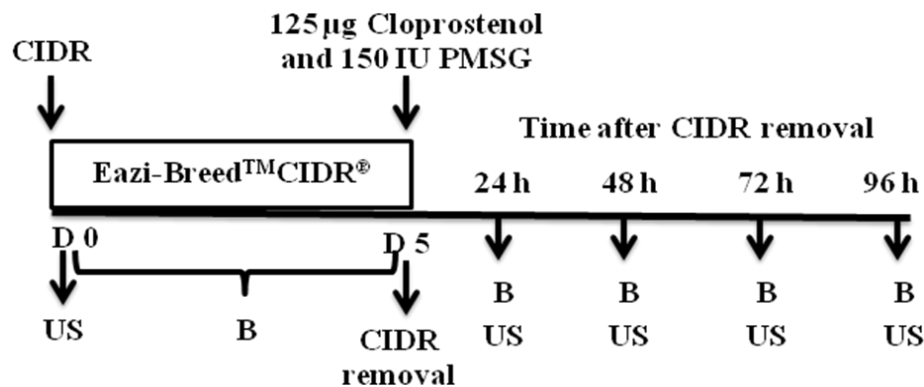 125 µg Cloprostenol
and 150 IU PMSG
CIDR
Time after CIDR removal
Eazi-Breed™CIDR®
24 h 48 h 72 h 96 h
D 0 D 5
B B B B
US B CIDR US US US US
removal